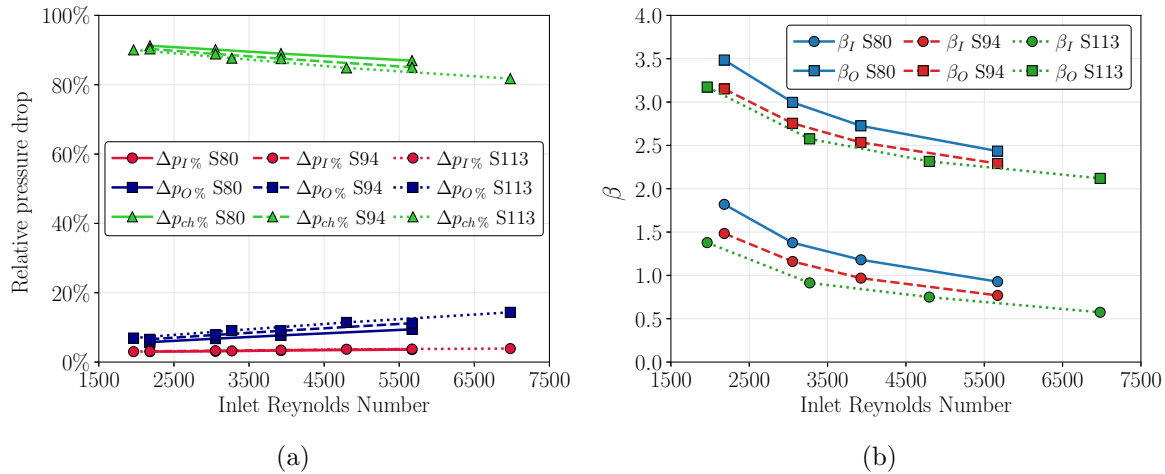 100%
80%
60%
40%
20%
0%
Relative pressure drop
Δp_I% S80 Δp_I% S94 Δp_I% S113
Δp_O% S80 Δp_O% S94 Δp_O% S113
Δp_ch% S80 Δp_ch% S94 Δp_ch% S113
1500 2500 3500 4500 5500 6500 7500
Inlet Reynolds Number
(a)
4.0
3.5
3.0
2.5
2.0
1.5
1.0
0.5
0.0
β
β_I S80 β_I S94 β_I S113
β_O S80 β_O S94 β_O S113
1500 2500 3500 4500 5500 6500 7500
Inlet Reynolds Number
(b)